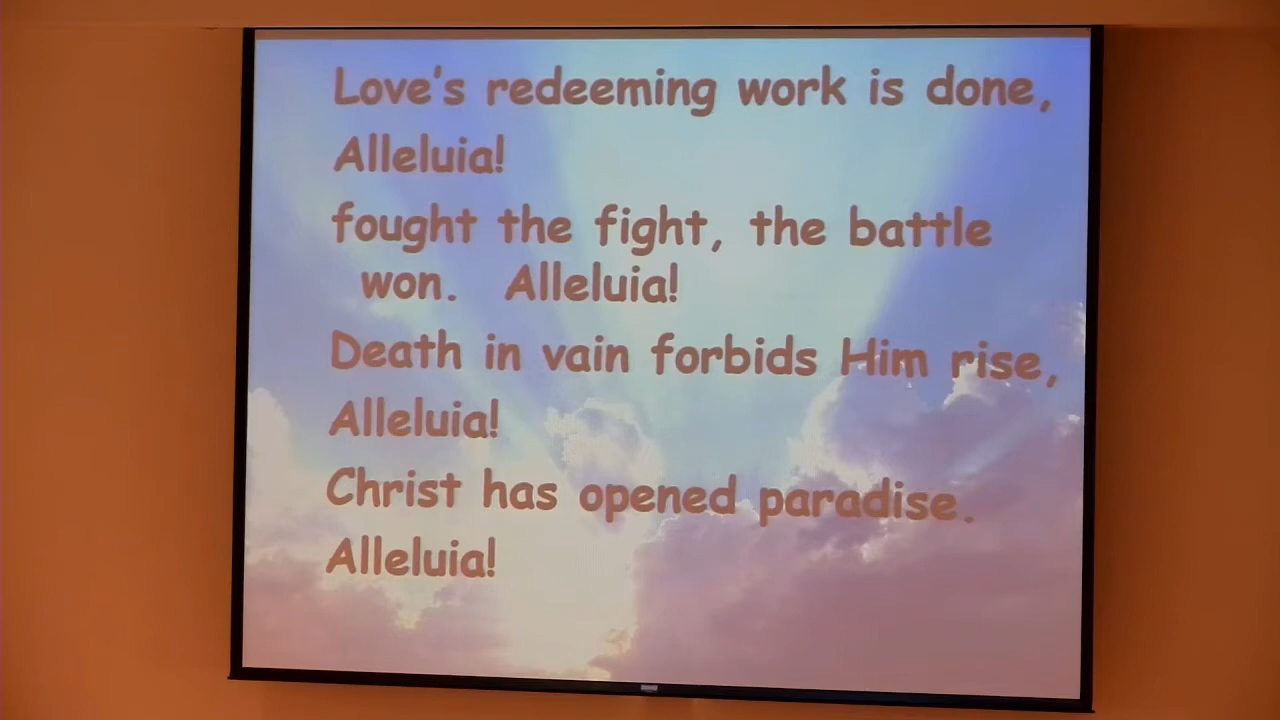 Love's redeeming work is done,
Alleluia!
fought the fight, the battle
won. Alleluia!
Death in vain forbids Him rise,
Alleluia!
Christ has opened paradise.
Alleluia!